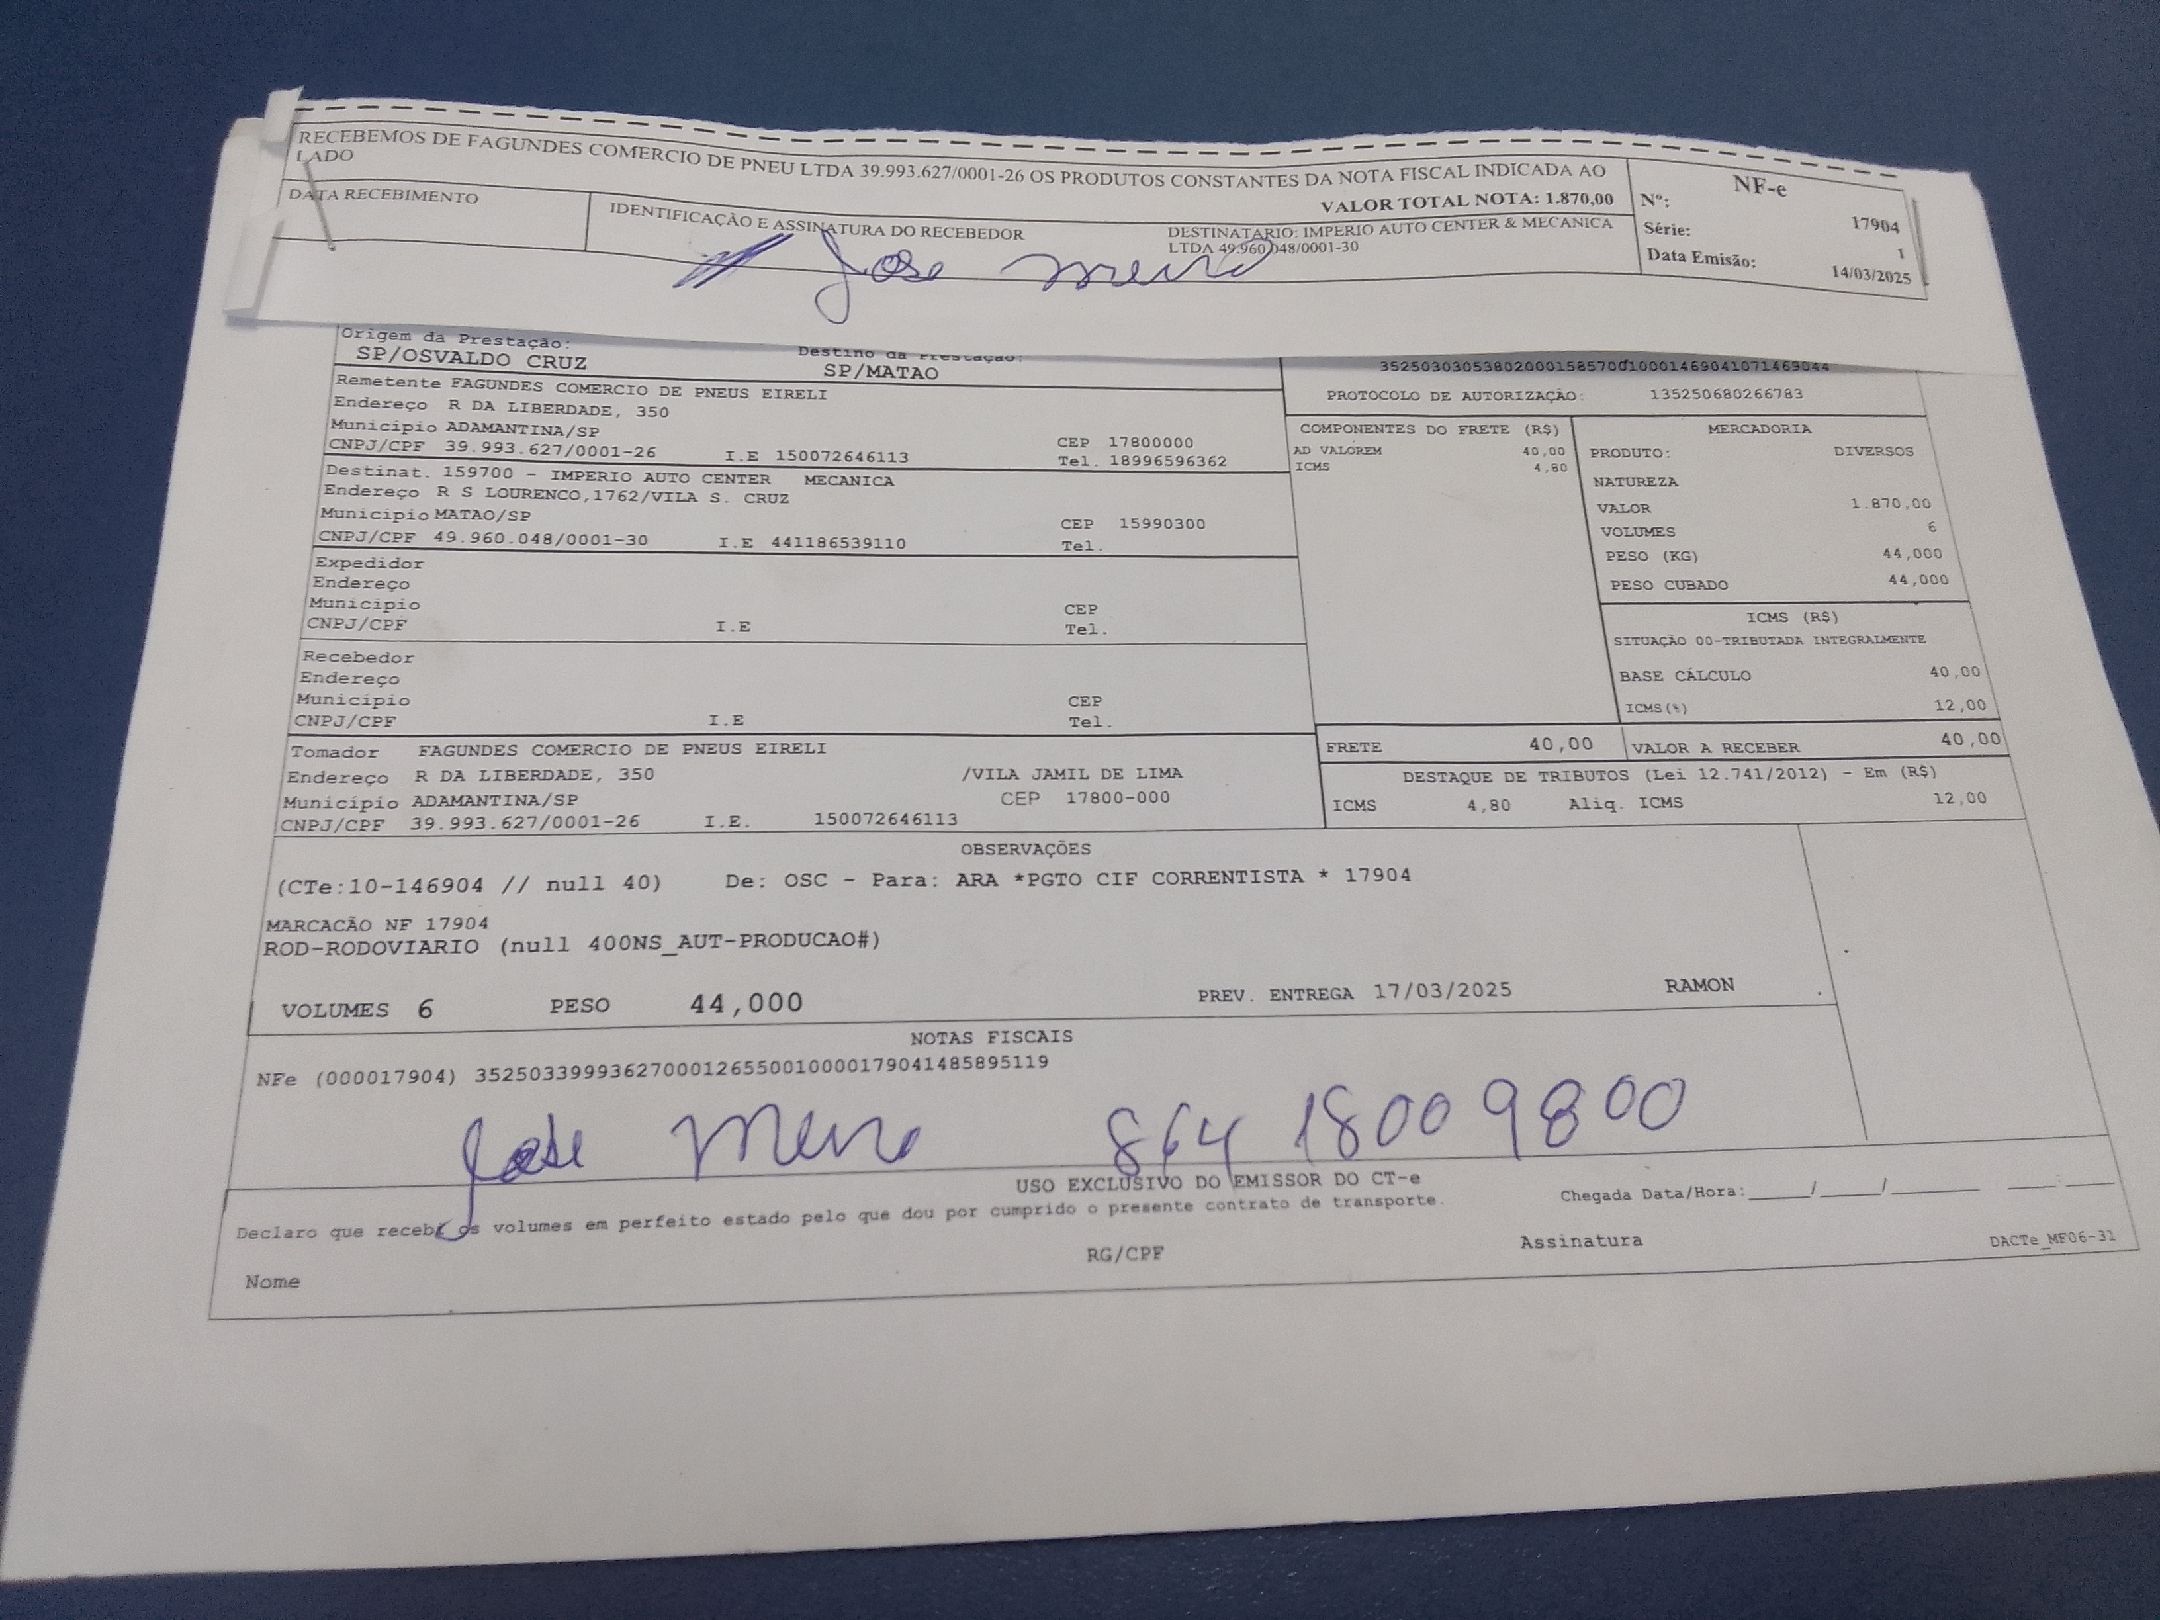 RECEBEMOS DE FAGUNDES COMERCIO DE PNEU LTDA 39.993.627/0001-26 OS PRODUTOS CONSTANTES DA NOTA FISCAL INDICADA AO
LADO
VALOR TOTAL NOTA: 1.870,00
DATA RECEBIMENTO
IDENTIFICAÇÃO E ASSINATURA DO RECEBEDOR
DESTINATARIO: IMPERIO AUTO CENTER & MECANICA
LTDA 49.960.048/0001-30
NF-e
Nº: 17904
Série: 1
Data Emissão: 14/03/2025
Jose
Origem da Prestação:
SP/OSVALDO CRUZ
Destino da Prestação:
SP/MATAO
35250303053802000158570010001469041071469044
PROTOCOLO DE AUTORIZAÇÃO: 135250680266783
Remetente FAGUNDES COMERCIO DE PNEUS EIRELI
Endereço R DA LIBERDADE, 350
Municipio ADAMANTINA/SP CEP 17800000
CNPJ/CPF 39.993.627/0001-26 I.E 150072646113 Tel. 18996596362
Destinat. 159700 - IMPERIO AUTO CENTER MECANICA
Endereço R S LOURENCO,1762/VILA S. CRUZ
Municipio MATAO/SP CEP 15990300
CNPJ/CPF 49.960.048/0001-30 I.E 441186539110 Tel.
Expedidor
Endereço
Municipio CEP
CNPJ/CPF I.E Tel.
Recebedor
Endereço
Municipio CEP
CNPJ/CPF I.E Tel.
Tomador FAGUNDES COMERCIO DE PNEUS EIRELI
Endereço R DA LIBERDADE, 350 /VILA JAMIL DE LIMA
Municipio ADAMANTINA/SP CEP 17800-000
CNPJ/CPF 39.993.627/0001-26 I.E. 150072646113
COMPONENTES DO FRETE (R$)
AD VALOREM 40,00
ICMS 4,80
MERCADORIA
PRODUTO: DIVERSOS
NATUREZA
VALOR 1.870,00
VOLUMES 6
PESO (KG) 44,000
PESO CUBADO 44,000
ICMS (R$)
SITUAÇÃO 00-TRIBUTADA INTEGRALMENTE
BASE CÁLCULO 40,00
ICMS(%) 12,00
FRETE 40,00 VALOR A RECEBER 40,00
DESTAQUE DE TRIBUTOS (Lei 12.741/2012) - Em (R$)
ICMS 4,80 Aliq. ICMS 12,00
OBSERVAÇÕES
(CTe:10-146904 // null 40) De: OSC - Para: ARA *PGTO CIF CORRENTISTA * 17904
MARCACÃO NF 17904
ROD-RODOVIARIO (null 400NS_AUT-PRODUCAO#)
VOLUMES 6 PESO 44,000 PREV. ENTREGA 17/03/2025 RAMON
NOTAS FISCAIS
NFe (000017904) 35250339993627000126550010000179041485895119
Jose 864 18009800
USO EXCLUSIVO DO EMISSOR DO CT-e
Declaro que recebi os volumes em perfeito estado pelo que dou por cumprido o presente contrato de transporte.
Chegada Data/Hora:_____/_____/_______ ____:____
Nome RG/CPF Assinatura
DACTe_MF06-31